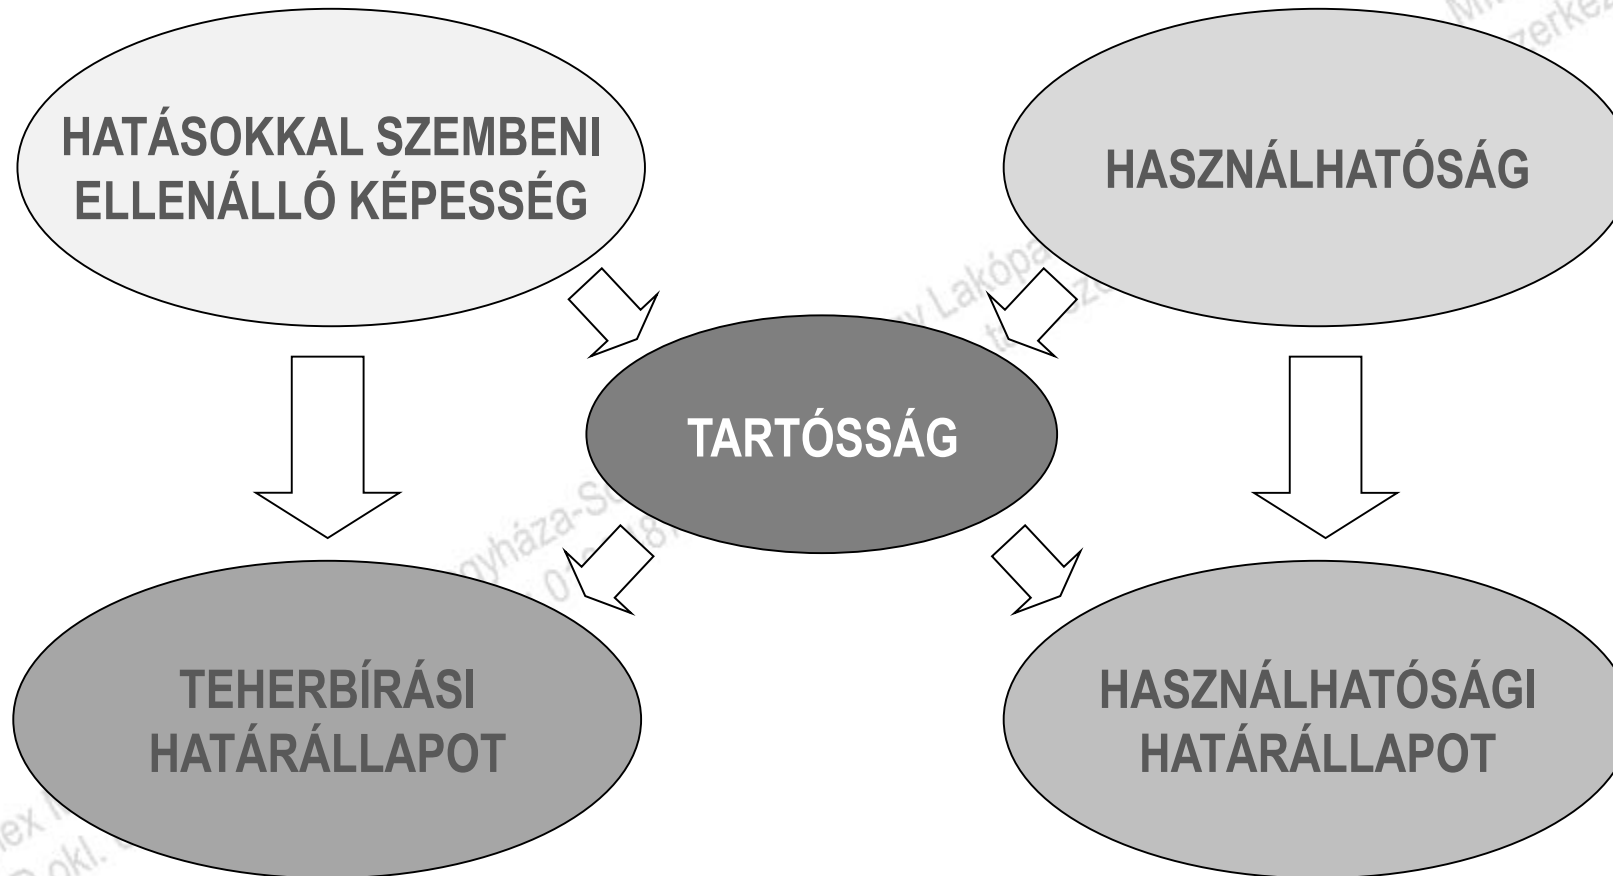 HATÁSOKKAL SZEMBENI
ELLENÁLLÓ KÉPESSÉG
HASZNÁLHATÓSÁG
TARTÓSSÁG
TEHERBÍRÁSI
HATÁRÁLLAPOT
HASZNÁLHATÓSÁGI
HATÁRÁLLAPOT